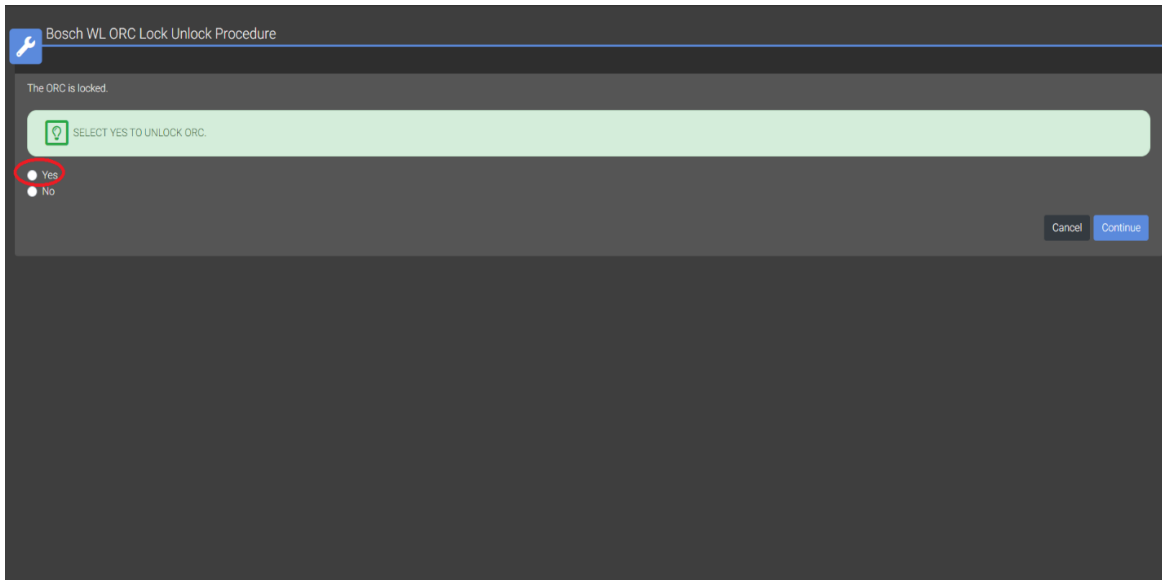 Bosch WL ORC Lock Unlock Procedure
The ORC is locked.
SELECT YES TO UNLOCK ORC.
Yes
No
Cancel Continue